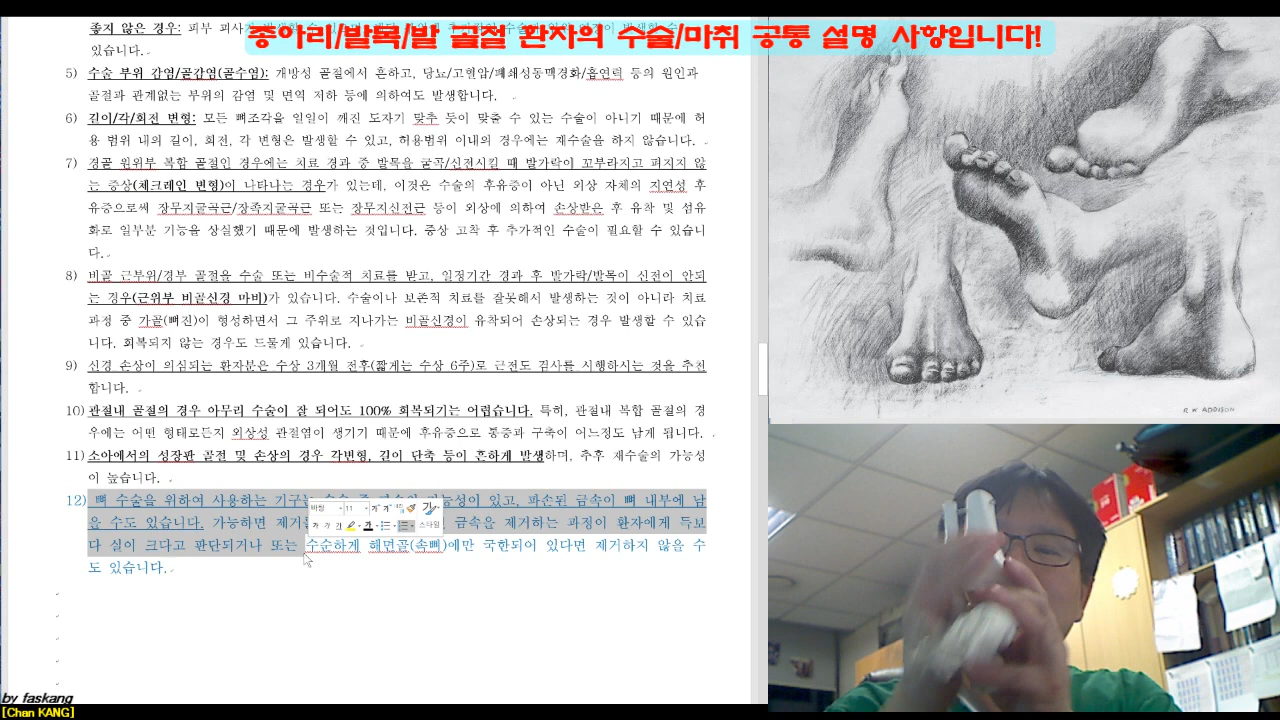 종아리/발목/발 골절 환자의 수술/마취 공통 설명 사항입니다!
좋지 않은 경우: 피부 괴사가
있습니다.
5) 수술 부위 감염/골감염(골수염): 개방성 골절에서 흔하고, 당뇨/고혈압/폐쇄성동맥경화/흡연력 등의 원인과
골절과 관계없는 부위의 감염 및 면역 저하 등에 의하여도 발생합니다.
6) 길이/각/회전 변형: 모든 뼈조각을 일일이 깨진 도자기 맞추 듯이 맞출 수 있는 수술이 아니기 때문에 허
용 범위 내의 길이, 회전, 각 변형은 발생할 수 있고, 허용범위 이내의 경우에는 재수술을 하지 않습니다.
7) 경골 원위부 복합 골절인 경우에는 치료 경과 중 발목을 굴곡/신전시킬 때 발가락이 꼬부라지고 펴지지 않
는 증상(체크레인 변형)이 나타나는 경우가 있는데, 이것은 수술의 후유증이 아닌 외상 자체의 지연성 후
유증으로써 장무지굴곡근/장족지굴곡근 또는 장무지신전근 등이 외상에 의하여 손상받은 후 유착 및 섬유
화로 일부분 기능을 상실했기 때문에 발생하는 것입니다. 증상 고착 후 추가적인 수술이 필요할 수 있습니
다.
8) 비골 근부위/경부 골절을 수술 또는 비수술적 치료를 받고, 일정기간 경과 후 발가락/발목이 신전이 안되
는 경우(근위부 비골신경 마비)가 있습니다. 수술이나 보존적 치료를 잘못해서 발생하는 것이 아니라 치료
과정 중 가골(뼈진)이 형성하면서 그 주위로 지나가는 비골신경이 유착되어 손상되는 경우 발생할 수 있습
니다. 회복되지 않는 경우도 드물게 있습니다.
9) 신경 손상이 의심되는 환자분은 수상 3개월 전후(짧게는 수상 6주)로 근전도 검사를 시행하시는 것을 추천
합니다.
10) 관절내 골절의 경우 아무리 수술이 잘 되어도 100% 회복되기는 어렵습니다. 특히, 관절내 복합 골절의 경
우에는 어떤 형태로든지 외상성 관절염이 생기기 때문에 후유증으로 통증과 구축이 어느정도 남게 됩니다.
11) 소아에서의 성장판 골절 및 손상의 경우 각변형, 길이 단축 등이 흔하게 발생하며, 추후 재수술의 가능성
이 높습니다.
12) 뼈 수술을 위하여 사용하는 기구는 있고, 파손된 금속이 뼈 내부에 남
을 수도 있습니다. 가능하면 금속을 제거하는 과정이 환자에게 득보
다 실이 크다고 판단되거나 또는 수순하게 해면골(속뼈)에만 국한되어 있다면 제거하지 않을 수
도 있습니다.
바탕 11
가 가 가 스타일
R W ADDISON
by faskang
[Chan KANG]